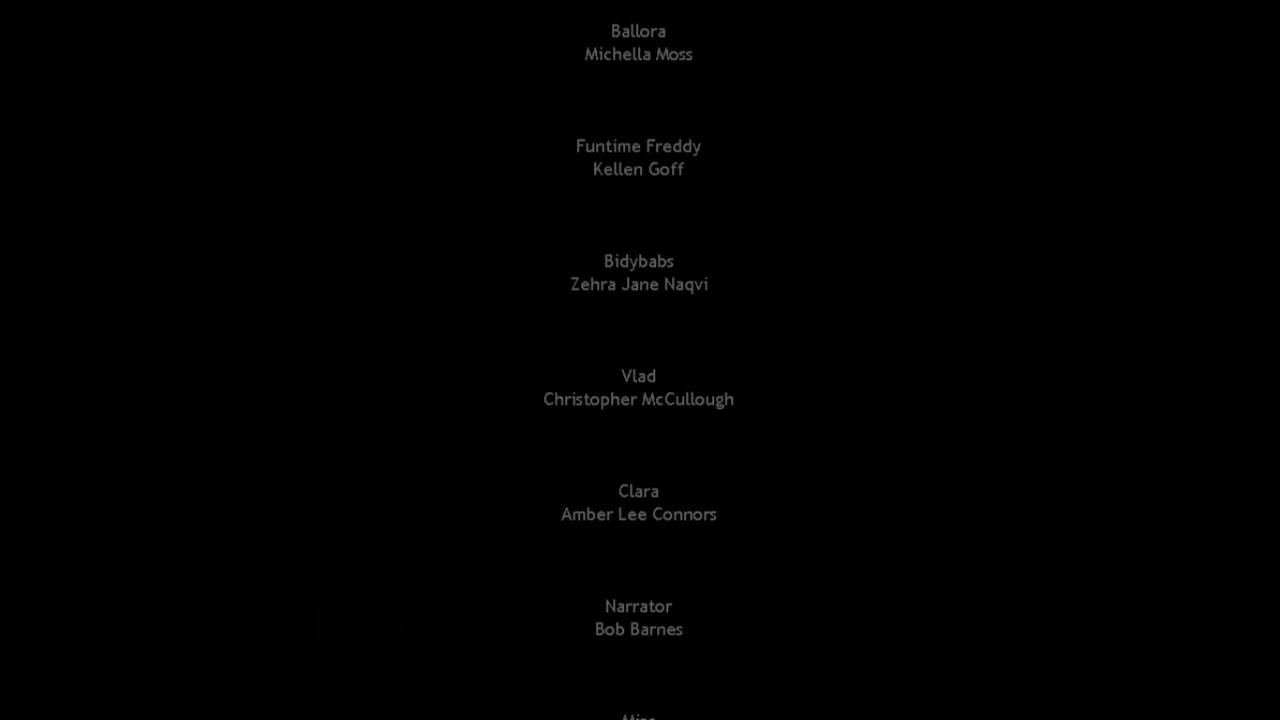 Ballora
Michella Moss
Funtime Freddy
Kellen Goff
Bidybabs
Zehra Jane Naqvi
Vlad
Christopher McCullough
Clara
Amber Lee Connors
Narrator
Bob Barnes